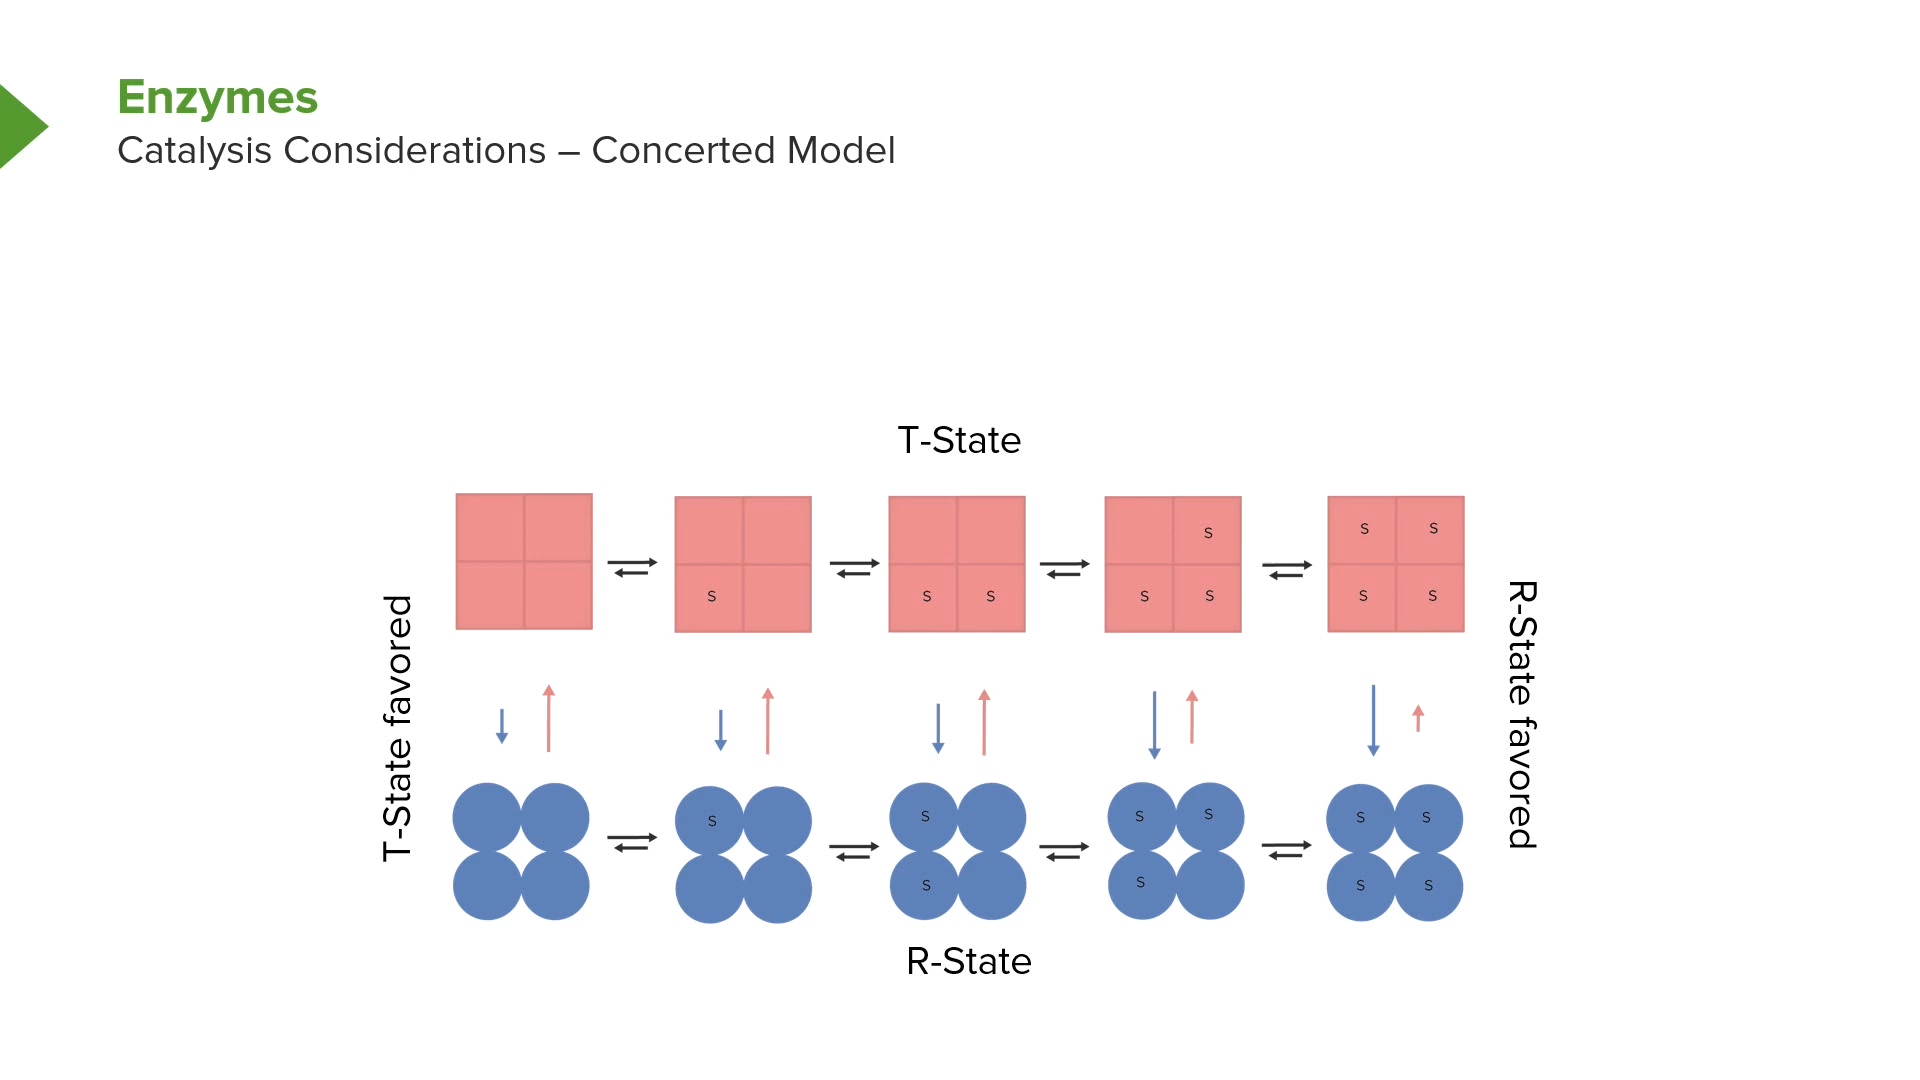 Enzymes
Catalysis Considerations – Concerted Model
T-State
S
S S
S
S S
S S
S S
T-State favored
R-State favored
S
S
S
S S
S
S S
S S
R-State